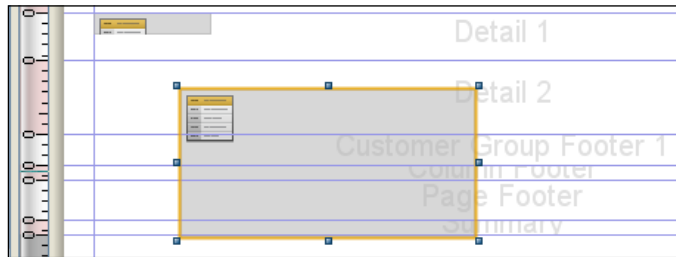 Detail 1
Detail 2
Customer Group Footer 1
Column Footer
Page Footer
Summary